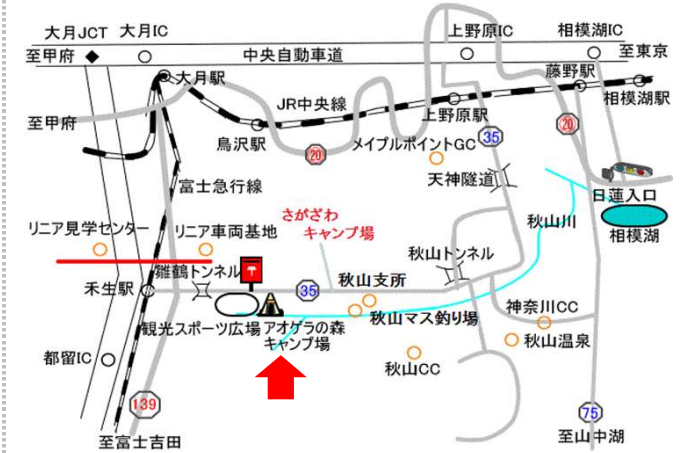 大月JCT 大月IC
上野原IC
相模湖IC
至甲府
中央自動車道
至東京
大月駅
藤野駅
JR中央線
相模湖駅
上野原駅
至甲府
鳥沢駅
20
メイプルポイントGC
35
20
天神隧道
富士急行線
日蓮入口
さがざわ
キャンプ場
秋山川
相模湖
リニア見学センター
リニア車両基地
秋山トンネル
雛鶴トンネル
〒
秋山支所
禾生駅
35
神奈川CC
観光スポーツ広場
アオゲラの森
キャンプ場
秋山マス釣り場
秋山温泉
都留IC
秋山CC
139
75
至富士吉田
至山中湖